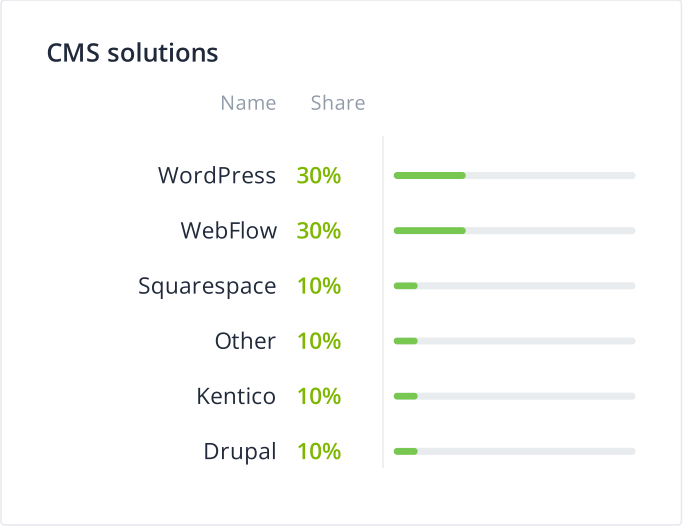 CMS solutions
Name Share
WordPress 30%
WebFlow 30%
Squarespace 10%
Other 10%
Kentico 10%
Drupal 10%